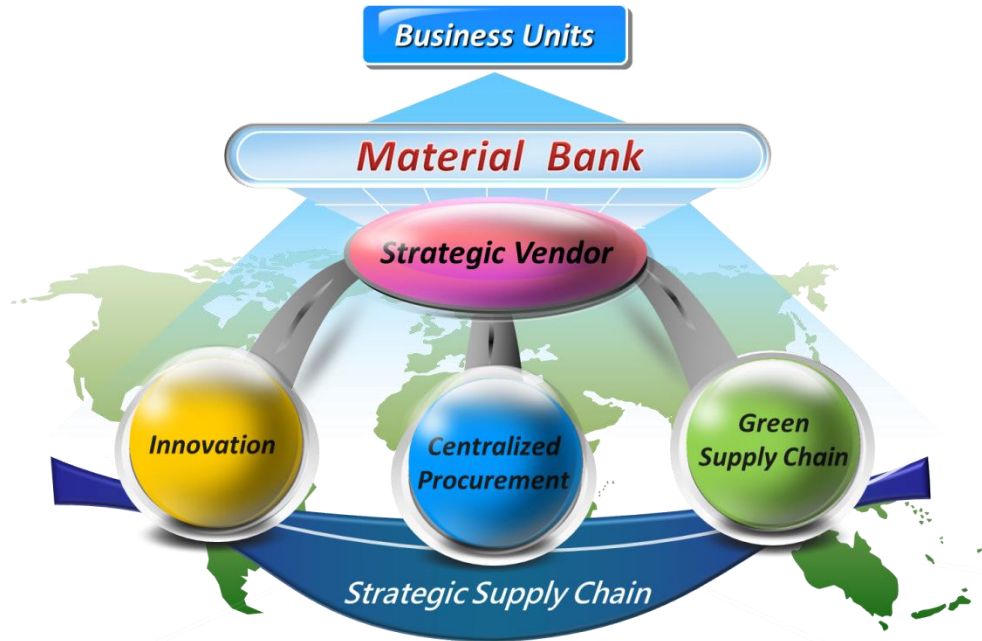 Business Units
Material Bank
Strategic Vendor
Innovation
Centralized
Procurement
Green
Supply Chain
Strategic Supply Chain